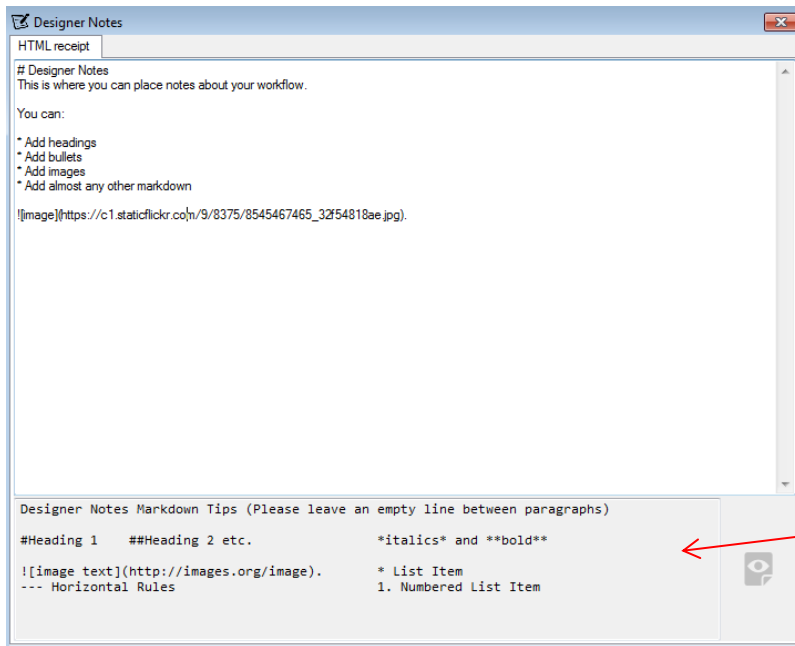 Designer Notes
HTML receipt
# Designer Notes
This is where you can place notes about your workflow.
You can:
* Add headings
* Add bullets
* Add images
* Add almost any other markdown
![image](https://c1.staticflickr.com/9/8375/8545467465_32f54818ae.jpg).
Designer Notes Markdown Tips (Please leave an empty line between paragraphs)
#Heading 1 ##Heading 2 etc. *italics* and **bold**
![image text](http://images.org/image). * List Item
--- Horizontal Rules 1. Numbered List Item